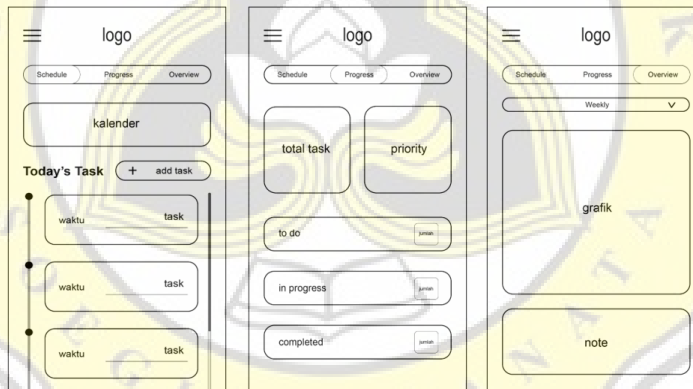 logo
Schedule Progress Overview
kalender
Today's Task
+ add task
waktu task
waktu task
waktu task
logo
Schedule Progress Overview
total task
priority
to do jumlah
in progress jumlah
completed jumlah
logo
Schedule Progress Overview
Weekly
grafik
note